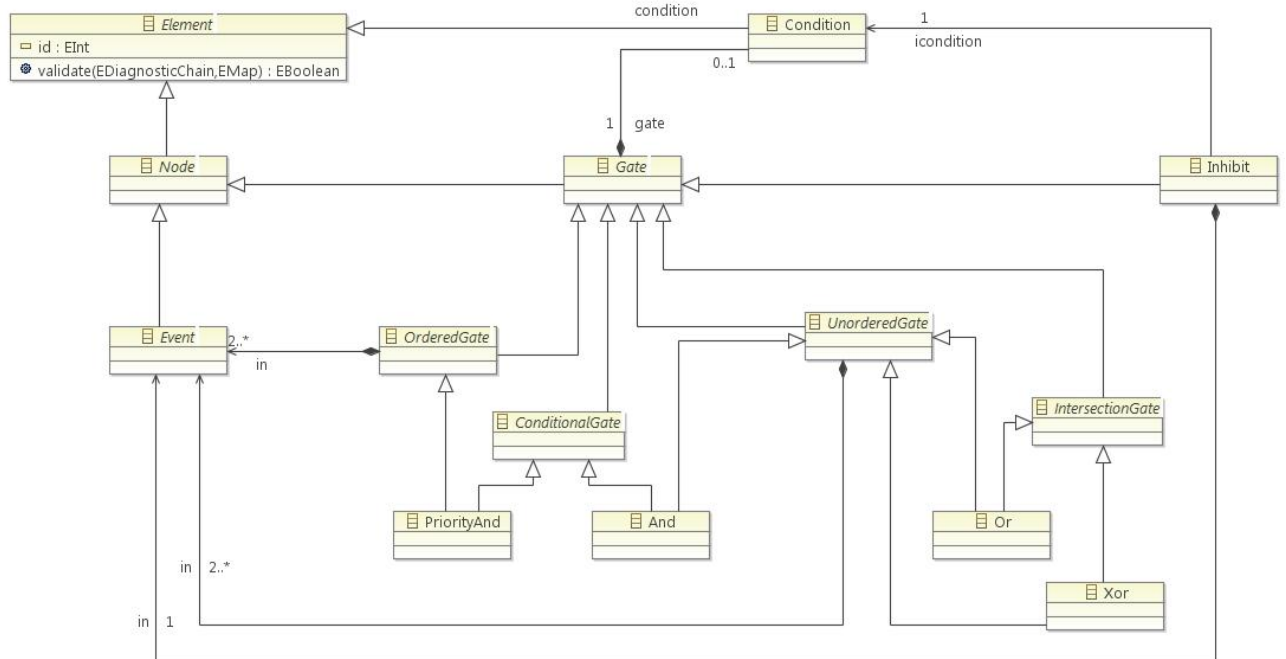 Element
id : EInt
validate(EDiagnosticChain,EMap) : EBoolean
condition
Condition
1
icondition
0..1
1 gate
Node
Gate
Inhibit
Event
2..*
in
OrderedGate
UnorderedGate
ConditionalGate
IntersectionGate
PriorityAnd
And
Or
in 2..*
Xor
in 1